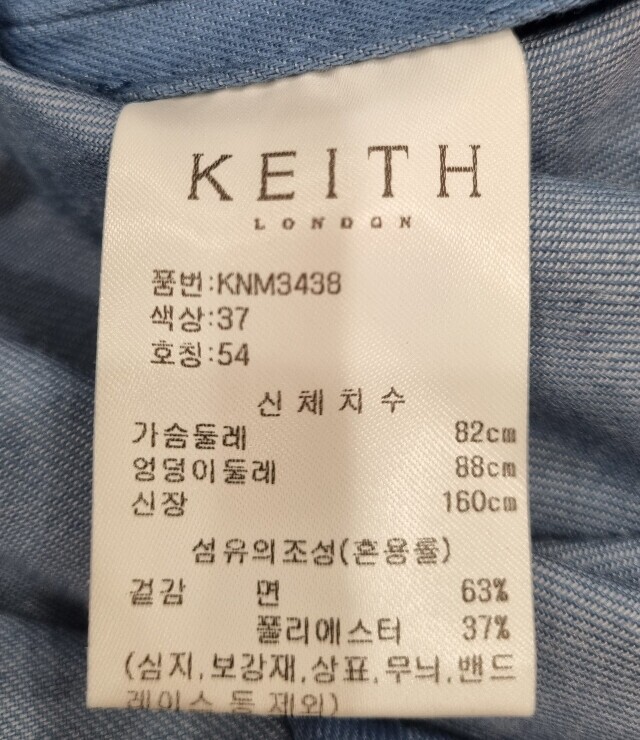 KEITH
LONDON
품번:KNM3438
색상:37
호칭:54
신체치수
가슴둘레 82cm
엉덩이둘레 88cm
신장 160cm
섬유의조성(혼용률)
겉감 면 63%
폴리에스터 37%
(심지,보강재,상표,무늬,밴드
레이스 등 제외)